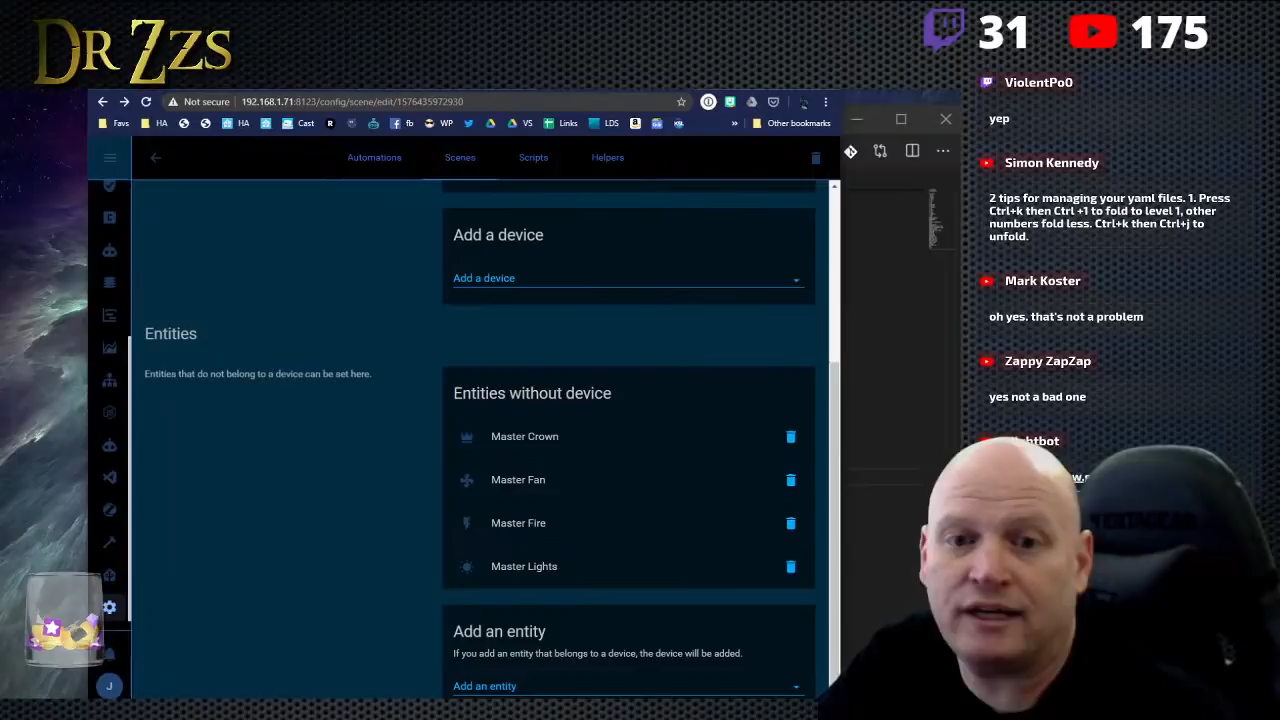 DR ZZS
31
175
Not secure
192.168.1.71:8123/config/scene/edit/1576435972930
Favs
HA
HA
Cast
fb
WP
VS
Links
LDS
Other bookmarks
Automations
Scenes
Scripts
Helpers
Add a device
Add a device
Entities
Entities that do not belong to a device can be set here.
Entities without device
Master Crown
Master Fan
Master Fire
Master Lights
Add an entity
If you add an entity that belongs to a device, the device will be added.
Add an entity
J
ViolentPo0
yep
Simon Kennedy
2 tips for managing your yaml files. 1. Press
Ctrl+k then Ctrl +1 to fold to level 1, other
numbers fold less. Ctrl+k then Ctrl+j to
unfold.
Mark Koster
oh yes. that's not a problem
Zappy ZapZap
yes not a bad one